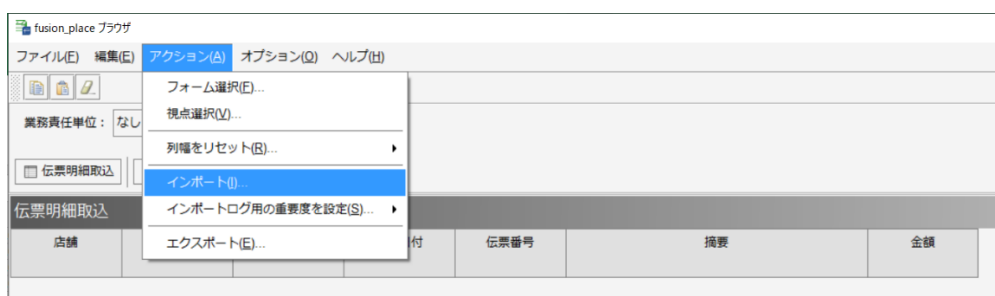 fusion_place ブラウザ
ファイル(F) 編集(E) アクション(A) オプション(O) ヘルプ(H)
フォーム選択(F)...
業務責任単位： なし
視点選択(V)...
列幅をリセット(R)...
伝票明細取込
インポート(I)...
伝票明細取込
インポートログ用の重要度を設定(S)...
エクスポート(E)...
店舗 付 伝票番号 摘要 金額